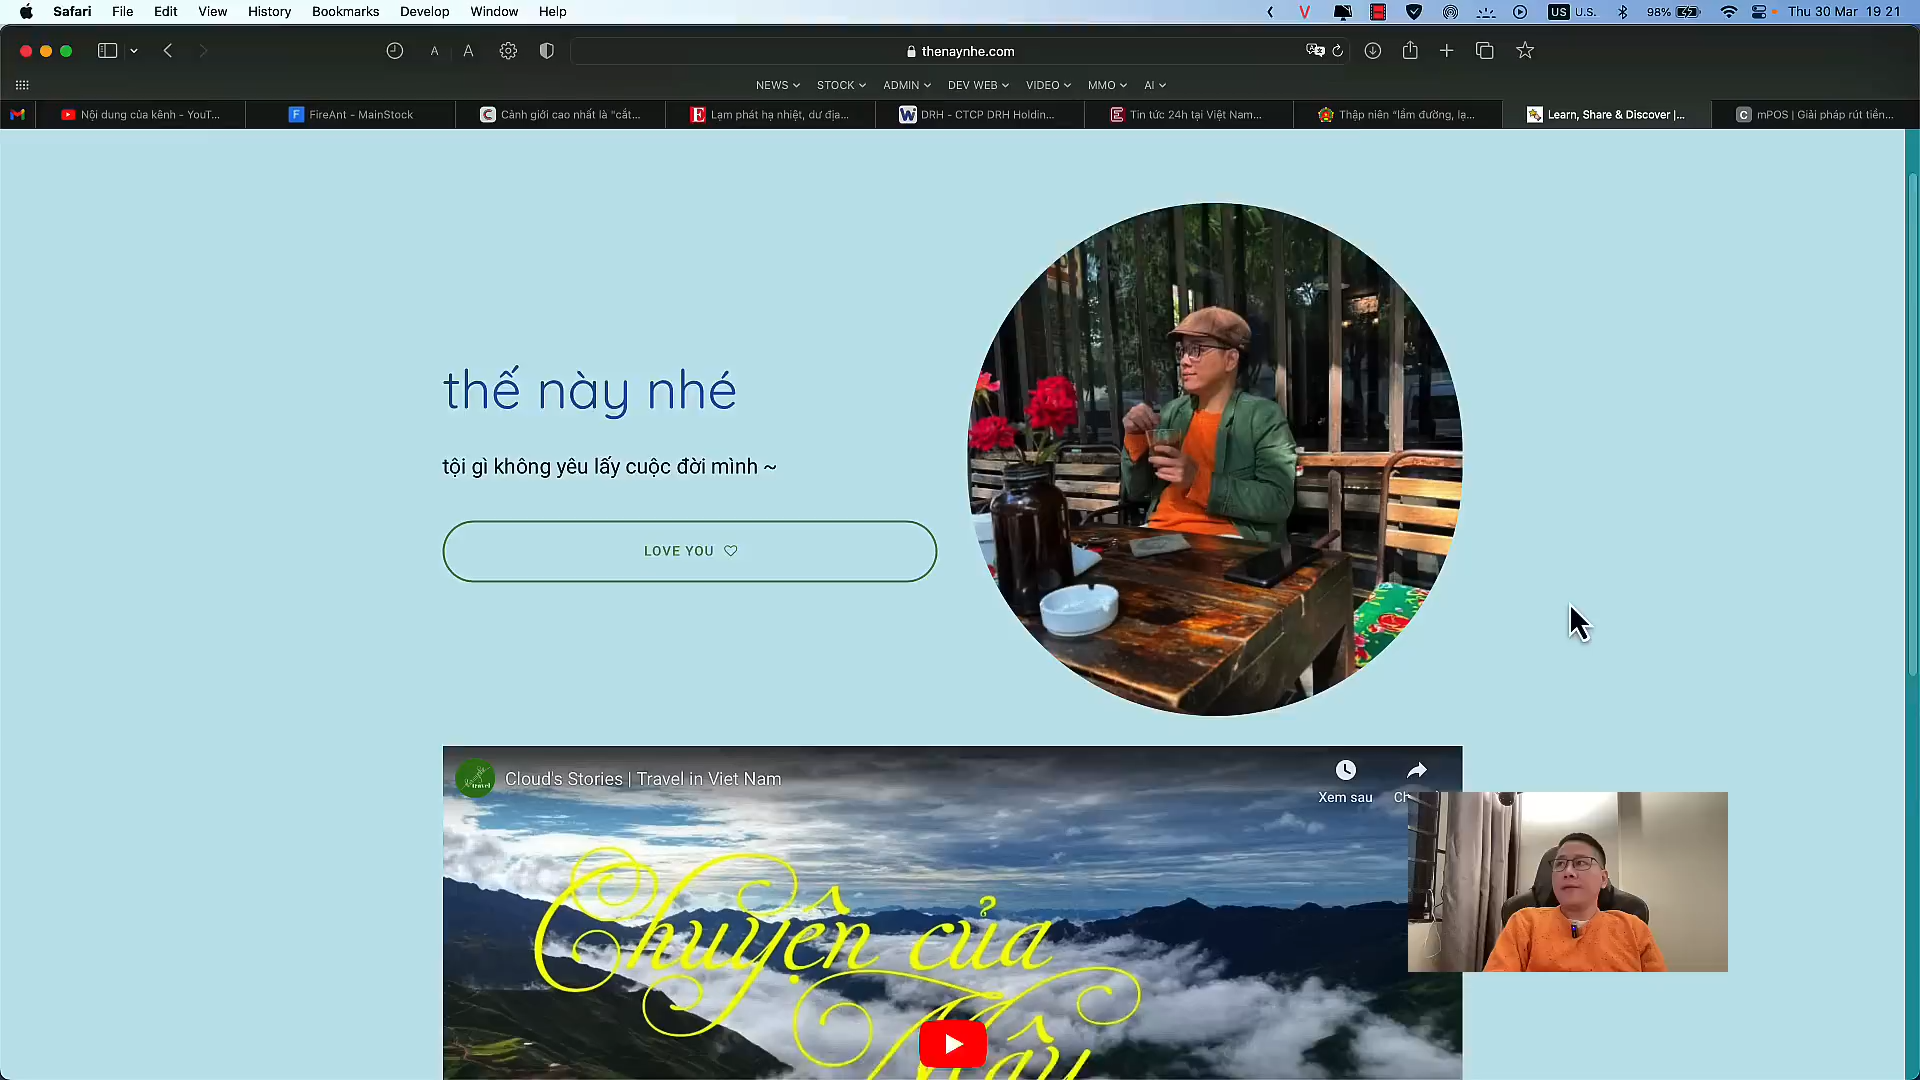 Safari File Edit View History Bookmarks Develop Window Help
US U.S. 98% Thu 30 Mar 19 21
A A thenaynhe.com
NEWS STOCK ADMIN DEV WEB VIDEO MMO AI
Nội dung của kênh - YouT... FireAnt - MainStock Cảnh giới cao nhất là "cắt... Lạm phát hạ nhiệt, dư địa... DRH - CTCP DRH Holdin... Tin tức 24h tại Việt Nam... Thập niên “lầm đường, lạ... Learn, Share & Discover |... mPOS | Giải pháp rút tiền...
thế này nhé
tội gì không yêu lấy cuộc đời mình ~
LOVE YOU
Cloud's Stories | Travel in Viet Nam
Xem sau
Chuyện của
Mây